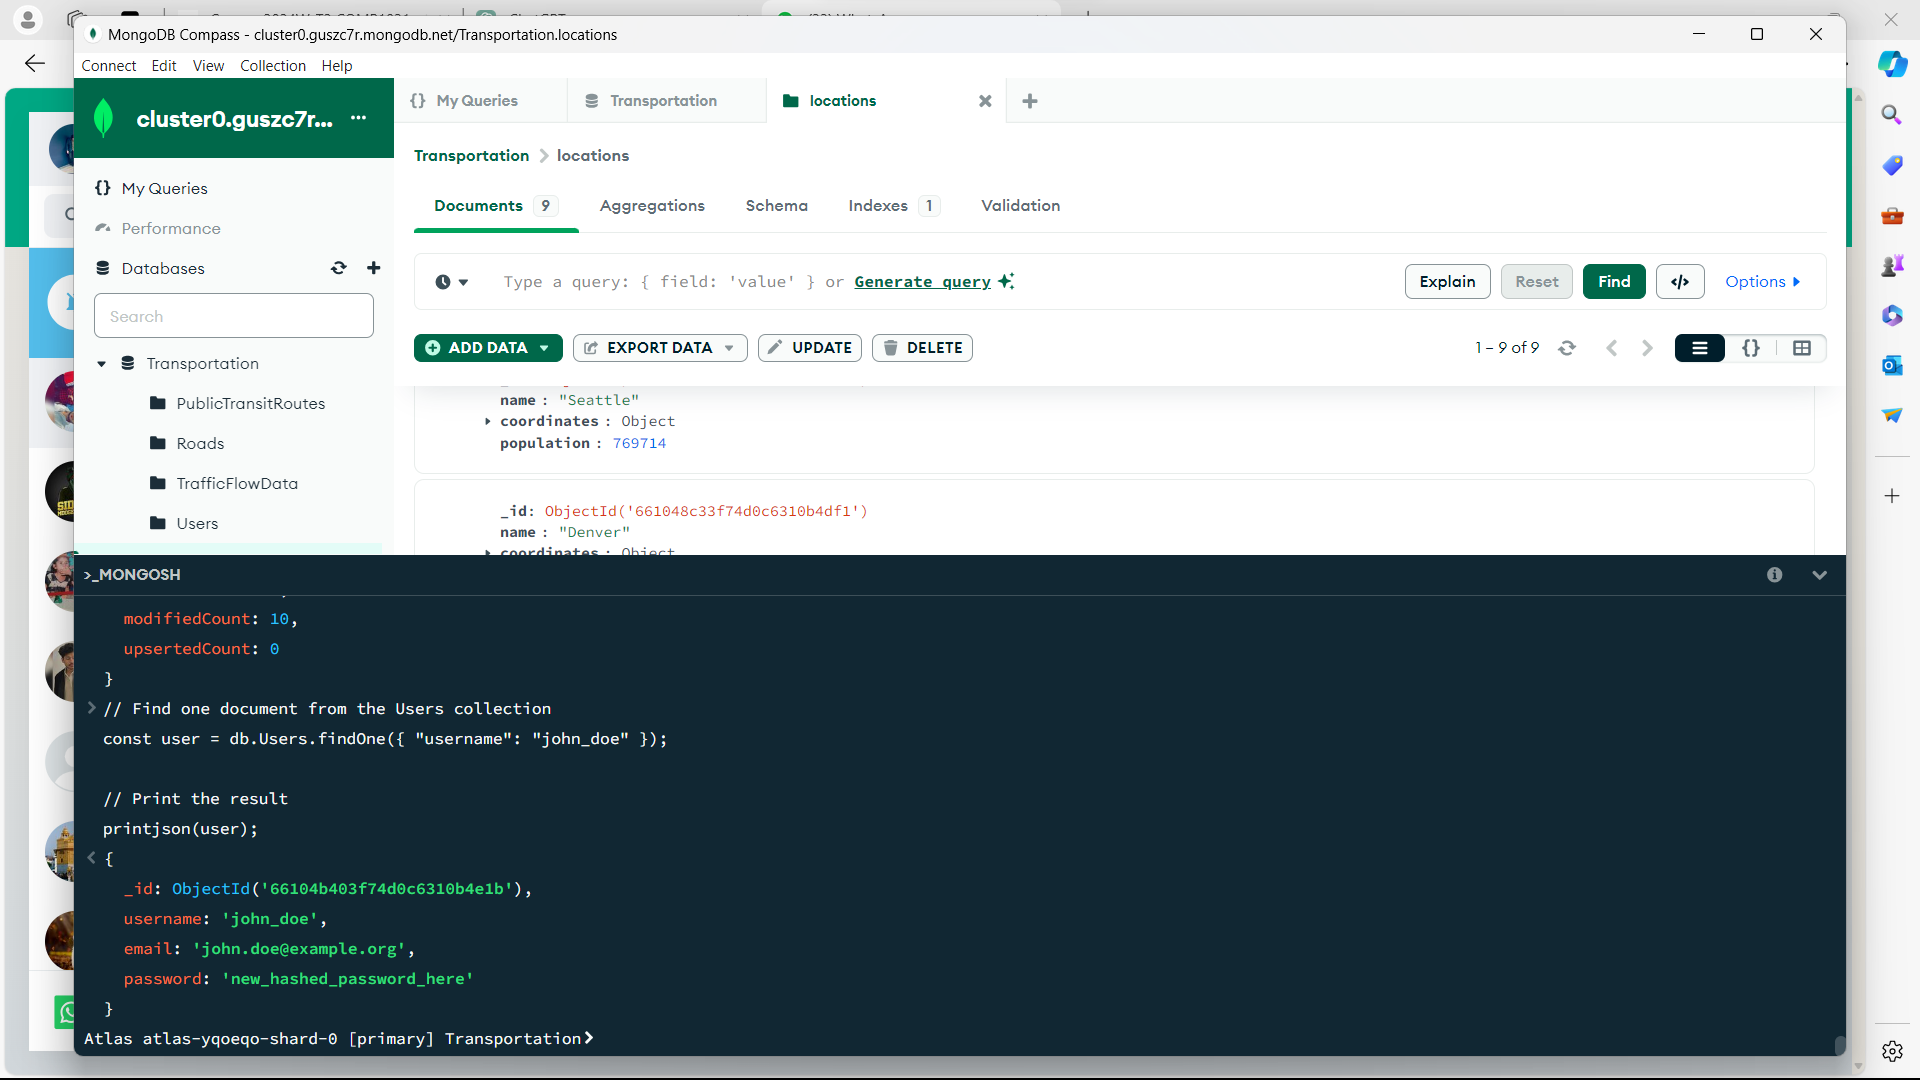 MongoDB Compass - cluster0.guszc7r.mongodb.net/Transportation.locations
Connect Edit View Collection Help
cluster0.guszc7r...
{} My Queries
Transportation
locations
My Queries
Performance
Databases
Search
Transportation
PublicTransitRoutes
Roads
TrafficFlowData
Users
Transportation > locations
Documents 9
Aggregations
Schema
Indexes 1
Validation
Type a query: { field: 'value' } or Generate query
Explain
Reset
Find
</>
Options
ADD DATA
EXPORT DATA
UPDATE
DELETE
1 – 9 of 9
{}
name : "Seattle"
coordinates : Object
population : 769714
_id: ObjectId('661048c33f74d0c6310b4df1')
name : "Denver"
coordinates : Object
>_MONGOSH
modifiedCount: 10,
upsertedCount: 0
}
> // Find one document from the Users collection
const user = db.Users.findOne({ "username": "john_doe" });
// Print the result
printjson(user);
< {
_id: ObjectId('66104b403f74d0c6310b4e1b'),
username: 'john_doe',
email: 'john.doe@example.org',
password: 'new_hashed_password_here'
}
Atlas atlas-yqoeqo-shard-0 [primary] Transportation>